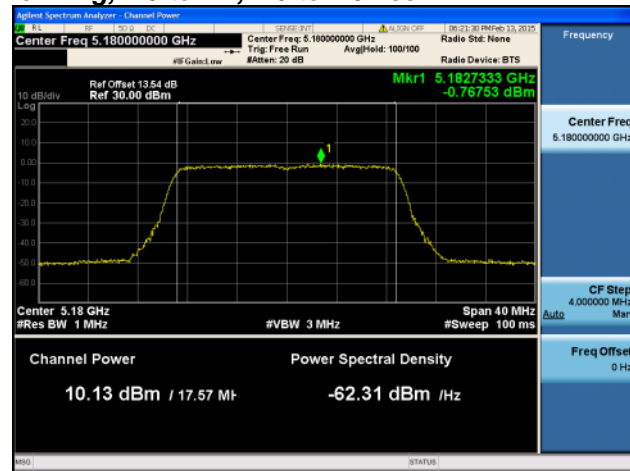 Agilent Spectrum Analyzer - Channel Power
RL RF 50 Ω DC SENSE:INT ALIGN OFF 06:21:30 PM Feb 13, 2015
Center Freq 5.180000000 GHz
Center Freq: 5.180000000 GHz
Radio Std: None
Trig: Free Run Avg|Hold: 100/100
#IFGain:Low #Atten: 20 dB Radio Device: BTS
Frequency
Ref Offset 13.54 dB
10 dB/div Ref 30.00 dBm
Mkr1 5.1827333 GHz
-0.76753 dBm
Log
20.0
10.0
0.00
-10.0
-20.0
-30.0
-40.0
-50.0
-60.0
1
Center Freq
5.180000000 GHz
Center 5.18 GHz Span 40 MHz
#Res BW 1 MHz #VBW 3 MHz #Sweep 100 ms
CF Step
4.000000 MHz
Auto Man
Channel Power Power Spectral Density
10.13 dBm / 17.57 MH -62.31 dBm /Hz
Freq Offset
0 Hz
MSG STATUS